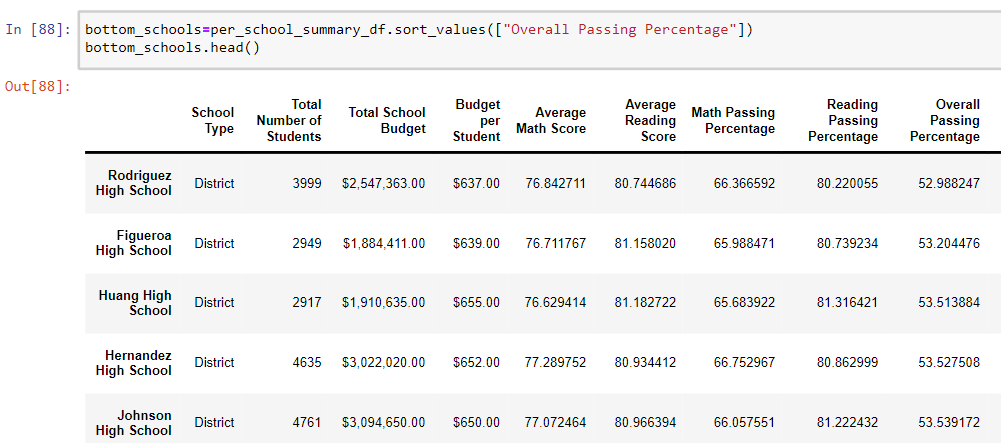 In [88]: bottom_schools=per_school_summary_df.sort_values(["Overall Passing Percentage"])
bottom_schools.head()
Out[88]:
School Type Total Number of Students Total School Budget Budget per Student Average Math Score Average Reading Score Math Passing Percentage Reading Passing Percentage Overall Passing Percentage
Rodriguez High School District 3999 $2,547,363.00 $637.00 76.842711 80.744686 66.366592 80.220055 52.988247
Figueroa High School District 2949 $1,884,411.00 $639.00 76.711767 81.158020 65.988471 80.739234 53.204476
Huang High School District 2917 $1,910,635.00 $655.00 76.629414 81.182722 65.683922 81.316421 53.513884
Hernandez High School District 4635 $3,022,020.00 $652.00 77.289752 80.934412 66.752967 80.862999 53.527508
Johnson High School District 4761 $3,094,650.00 $650.00 77.072464 80.966394 66.057551 81.222432 53.539172